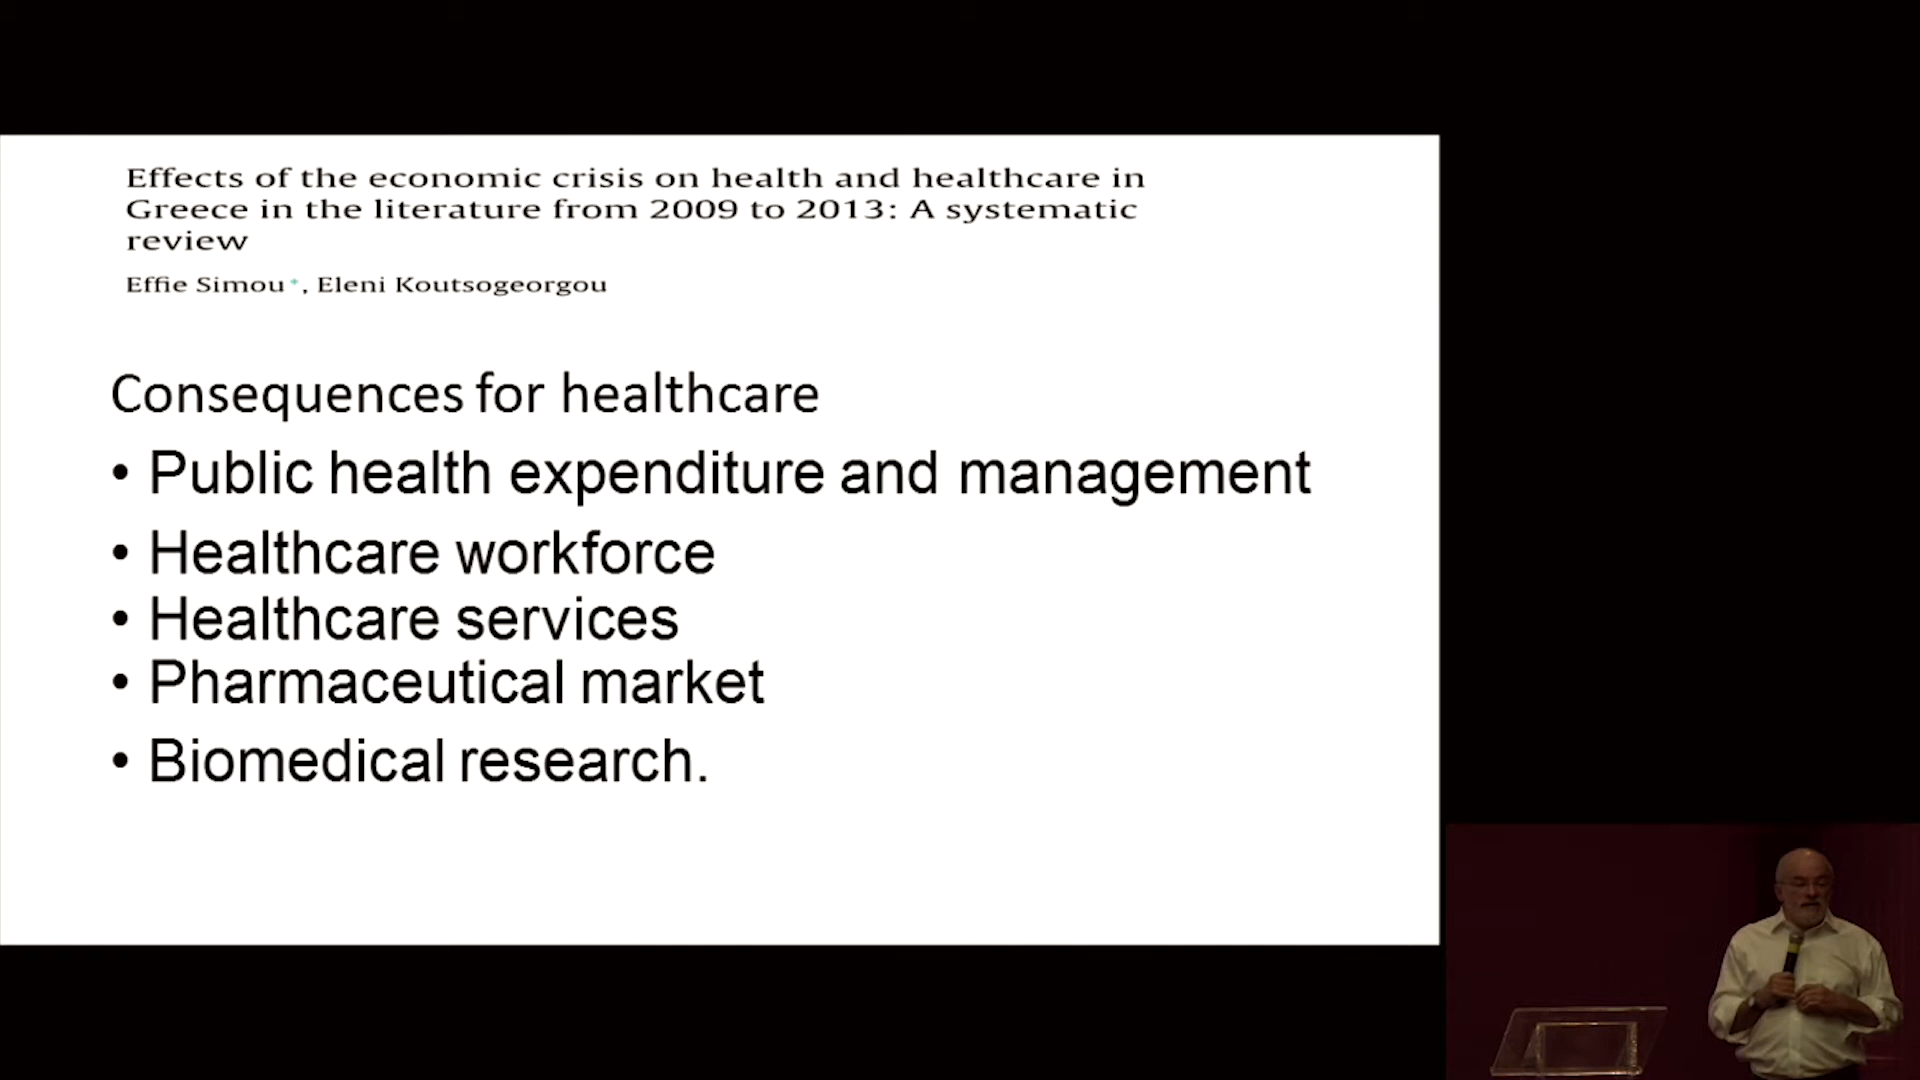 Effects of the economic crisis on health and healthcare in
Greece in the literature from 2009 to 2013: A systematic
review
Effie Simou*, Eleni Koutsogeorgou
Consequences for healthcare
• Public health expenditure and management
• Healthcare workforce
• Healthcare services
• Pharmaceutical market
• Biomedical research.